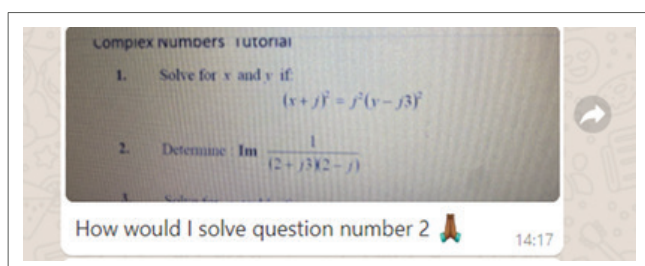 Complex Numbers Tutorial
1. Solve for x and y if:
(x + j)² = j²(y − j3)²
2. Determine : Im 1 / (2 + j3)(2 − j)
How would I solve question number 2 🙏🏾
14:17